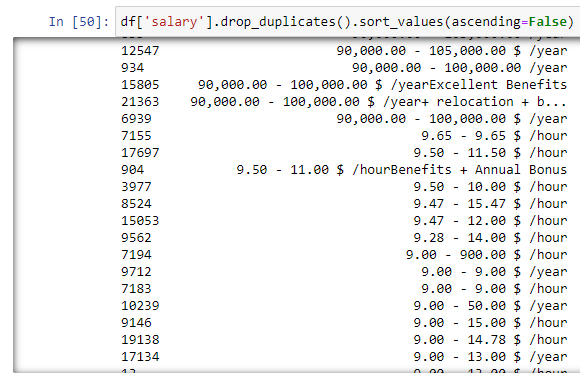 In [50]: df['salary'].drop_duplicates().sort_values(ascending=False)
12547 90,000.00 - 105,000.00 $ /year
934 90,000.00 - 100,000.00 /year
15805 90,000.00 - 100,000.00 $ /yearExcellent Benefits
21363 90,000.00 - 100,000.00 $ /year+ relocation + b...
6939 90,000.00 - 100,000.00 $ /year
7155 9.65 - 9.65 $ /hour
17697 9.50 - 11.50 $ /hour
904 9.50 - 11.00 $ /hourBenefits + Annual Bonus
3977 9.50 - 10.00 $ /hour
8524 9.47 - 15.47 $ /hour
15053 9.47 - 12.00 $ /hour
9562 9.28 - 14.00 $ /hour
7194 9.00 - 900.00 $ /hour
9712 9.00 - 9.00 $ /year
7183 9.00 - 9.00 $ /hour
10239 9.00 - 50.00 $ /year
9146 9.00 - 15.00 $ /hour
19138 9.00 - 14.78 $ /hour
17134 9.00 - 13.00 $ /year